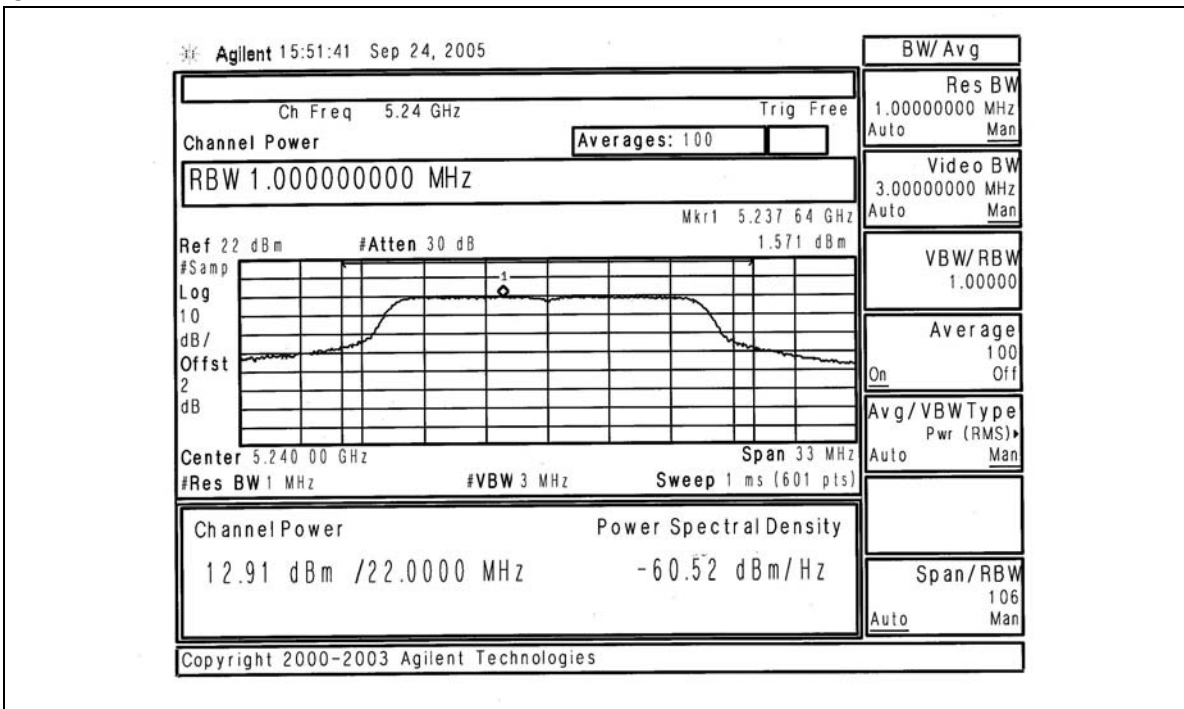 Agilent 15:51:41 Sep 24, 2005
BW/Avg
Ch Freq 5.24 GHz Trig Free
Channel Power Averages: 100
RBW 1.000000000 MHz
Mkr1 5.237 64 GHz
Ref 22 dBm #Atten 30 dB 1.571 dBm
#Samp
Log
10
dB/
Offst
2
dB
1
Center 5.240 00 GHz Span 33 MHz
#Res BW 1 MHz #VBW 3 MHz Sweep 1 ms (601 pts)
Channel Power Power Spectral Density
12.91 dBm /22.0000 MHz -60.52 dBm/Hz
Res BW
1.00000000 MHz
Auto Man
Video BW
3.00000000 MHz
Auto Man
VBW/RBW
1.00000
Average
100
On Off
Avg/VBW Type
Pwr (RMS)▸
Auto Man
Span/RBW
106
Auto Man
Copyright 2000-2003 Agilent Technologies